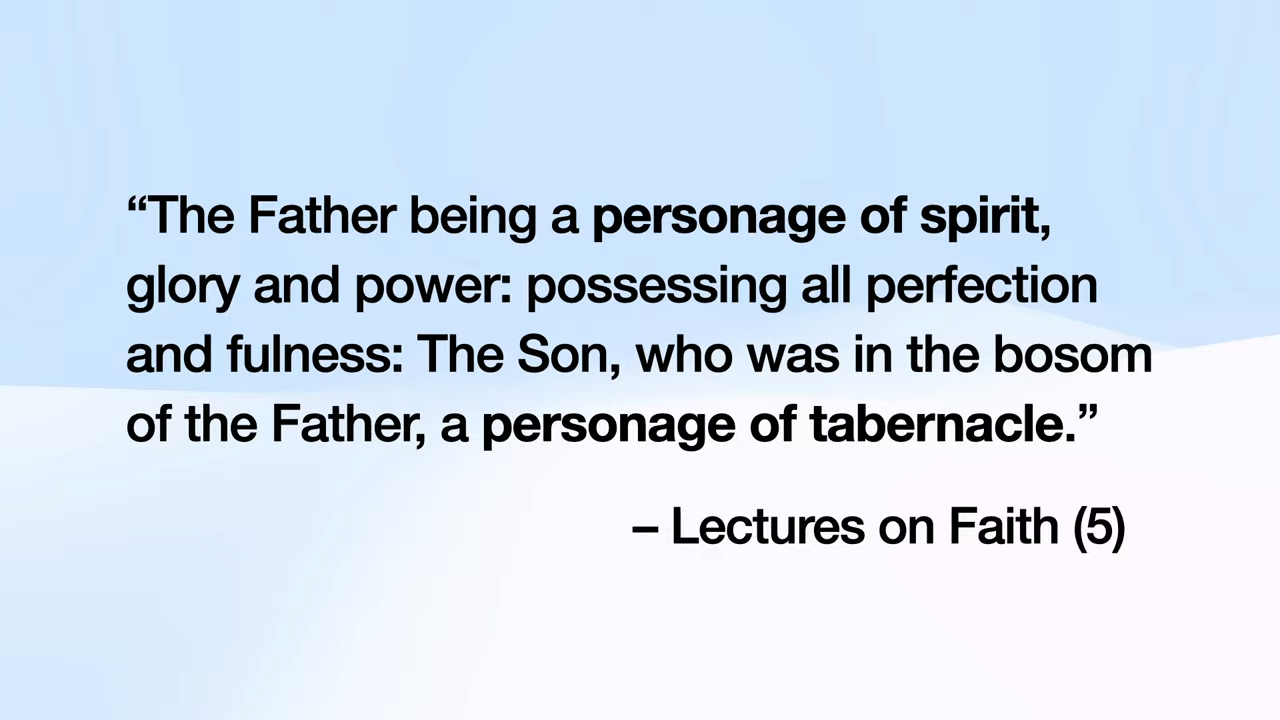 “The Father being a personage of spirit,
glory and power: possessing all perfection
and fulness: The Son, who was in the bosom
of the Father, a personage of tabernacle.”
– Lectures on Faith (5)